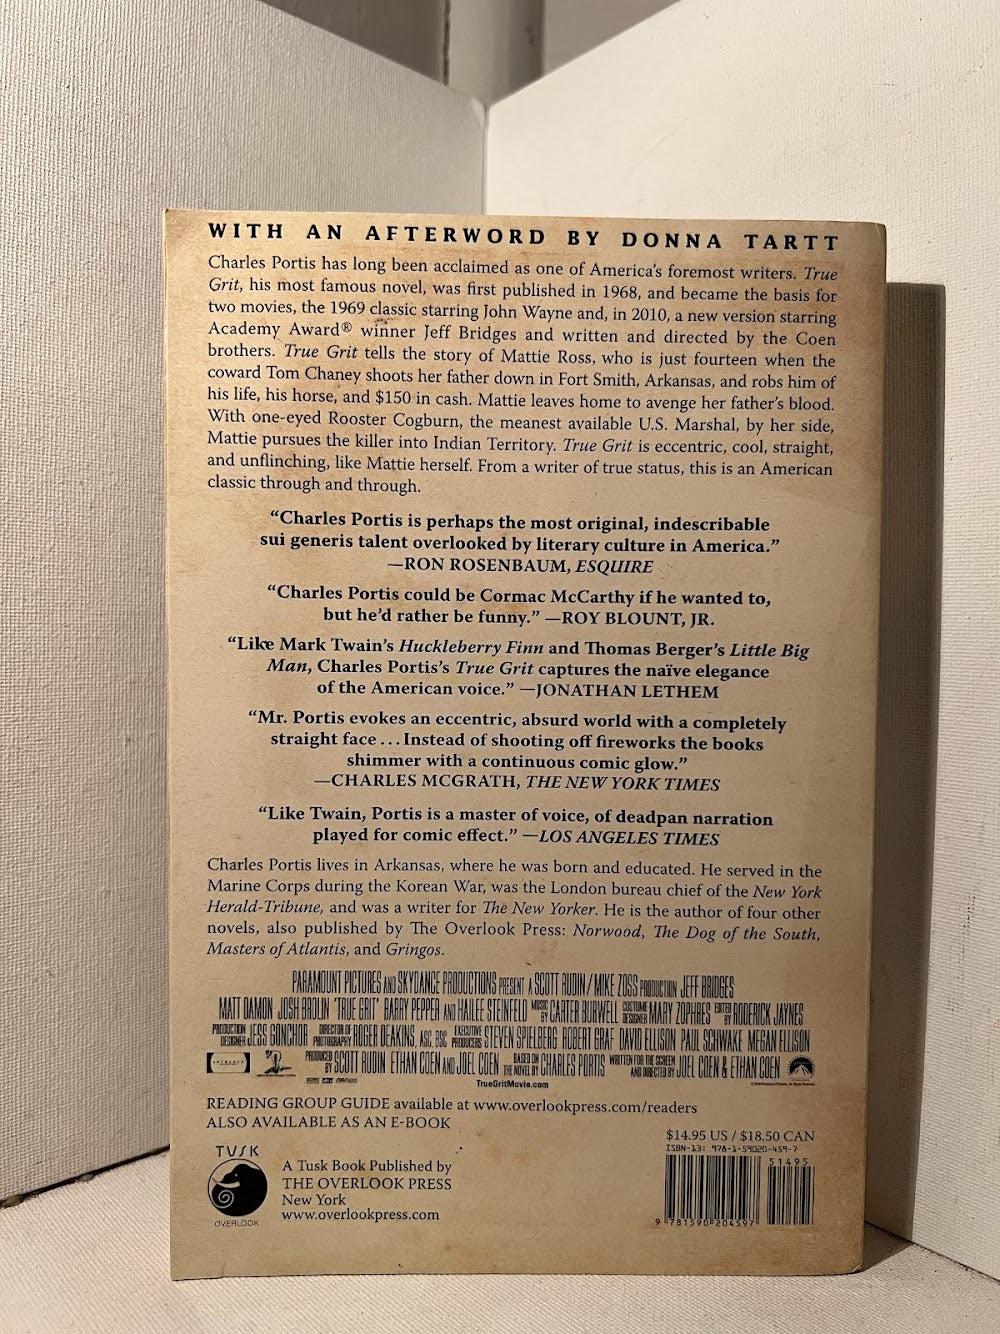 WITH AN AFTERWORD BY DONNA TARTT
Charles Portis has long been acclaimed as one of America's foremost writers. True
Grit, his most famous novel, was first published in 1968, and became the basis for
two movies, the 1969 classic starring John Wayne and, in 2010, a new version starring
Academy Award® winner Jeff Bridges and written and directed by the Coen
brothers. True Grit tells the story of Mattie Ross, who is just fourteen when the
coward Tom Chaney shoots her father down in Fort Smith, Arkansas, and robs him of
his life, his horse, and $150 in cash. Mattie leaves home to avenge her father's blood.
With one-eyed Rooster Cogburn, the meanest available U.S. Marshal, by her side,
Mattie pursues the killer into Indian Territory. True Grit is eccentric, cool, straight,
and unflinching, like Mattie herself. From a writer of true status, this is an American
classic through and through.
“Charles Portis is perhaps the most original, indescribable
sui generis talent overlooked by literary culture in America.”
—RON ROSENBAUM, ESQUIRE
“Charles Portis could be Cormac McCarthy if he wanted to,
but he'd rather be funny.” —ROY BLOUNT, JR.
“Like Mark Twain's Huckleberry Finn and Thomas Berger's Little Big
Man, Charles Portis's True Grit captures the naïve elegance
of the American voice.” —JONATHAN LETHEM
“Mr. Portis evokes an eccentric, absurd world with a completely
straight face . . . Instead of shooting off fireworks the books
shimmer with a continuous comic glow.”
—CHARLES MCGRATH, THE NEW YORK TIMES
“Like Twain, Portis is a master of voice, of deadpan narration
played for comic effect.” —LOS ANGELES TIMES
Charles Portis lives in Arkansas, where he was born and educated. He served in the
Marine Corps during the Korean War, was the London bureau chief of the New York
Herald-Tribune, and was a writer for The New Yorker. He is the author of four other
novels, also published by The Overlook Press: Norwood, The Dog of the South,
Masters of Atlantis, and Gringos.
PARAMOUNT PICTURES AND SKYDANCE PRODUCTIONS PRESENT A SCOTT RUDIN/MIKE ZOSS PRODUCTION JEFF BRIDGES
MATT DAMON JOSH BROLIN "TRUE GRIT" BARRY PEPPER AND HAILEE STEINFELD MUSIC BY CARTER BURWELL COSTUME DESIGNER MARY ZOPHRES EDITED BY RODERICK JAYNES
PRODUCTION DESIGNER JESS GONCHOR DIRECTOR OF PHOTOGRAPHY ROGER DEAKINS, ASC, BSC EXECUTIVE PRODUCERS STEVEN SPIELBERG ROBERT GRAF DAVID ELLISON PAUL SCHWAKE MEGAN ELLISON
PRODUCED BY SCOTT RUDIN ETHAN COEN AND JOEL COEN BASED ON THE NOVEL BY CHARLES PORTIS WRITTEN FOR THE SCREEN AND DIRECTED BY JOEL COEN & ETHAN COEN
TrueGritMovie.com
READING GROUP GUIDE available at www.overlookpress.com/readers
ALSO AVAILABLE AS AN E-BOOK
TUSK
OVERLOOK
A Tusk Book Published by
THE OVERLOOK PRESS
New York
www.overlookpress.com
$14.95 US / $18.50 CAN
ISBN-13: 978-1-59020-459-7
51495
9 781590 204597